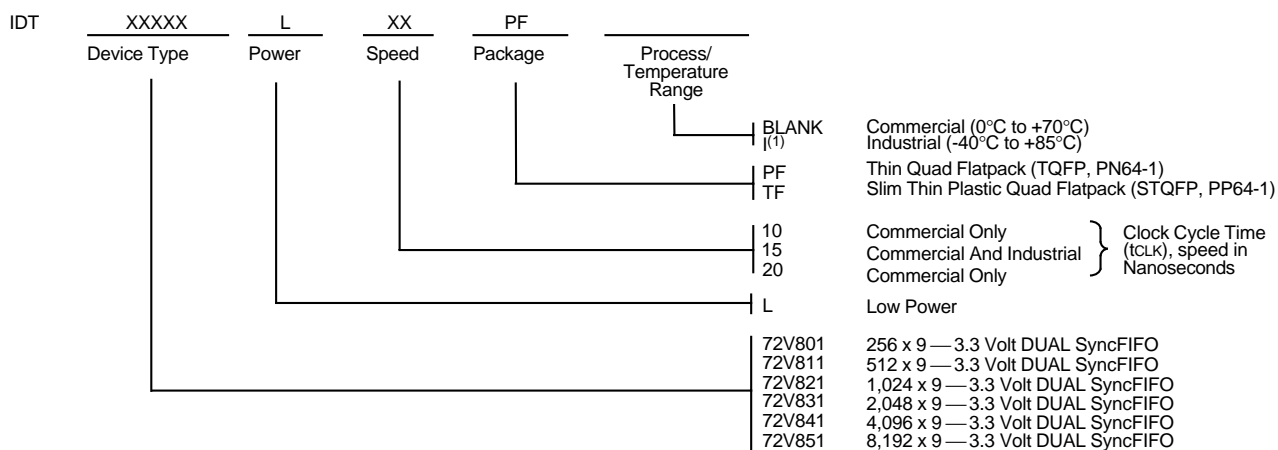 IDT XXXXX L XX PF
Device Type Power Speed Package Process/
Temperature
Range
BLANK Commercial (0°C to +70°C)
I(1) Industrial (-40°C to +85°C)
PF Thin Quad Flatpack (TQFP, PN64-1)
TF Slim Thin Plastic Quad Flatpack (STQFP, PP64-1)
10 Commercial Only
15 Commercial And Industrial
20 Commercial Only
Clock Cycle Time
(tCLK), speed in
Nanoseconds
L Low Power
72V801 256 x 9 — 3.3 Volt DUAL SyncFIFO
72V811 512 x 9 — 3.3 Volt DUAL SyncFIFO
72V821 1,024 x 9 — 3.3 Volt DUAL SyncFIFO
72V831 2,048 x 9 — 3.3 Volt DUAL SyncFIFO
72V841 4,096 x 9 — 3.3 Volt DUAL SyncFIFO
72V851 8,192 x 9 — 3.3 Volt DUAL SyncFIFO